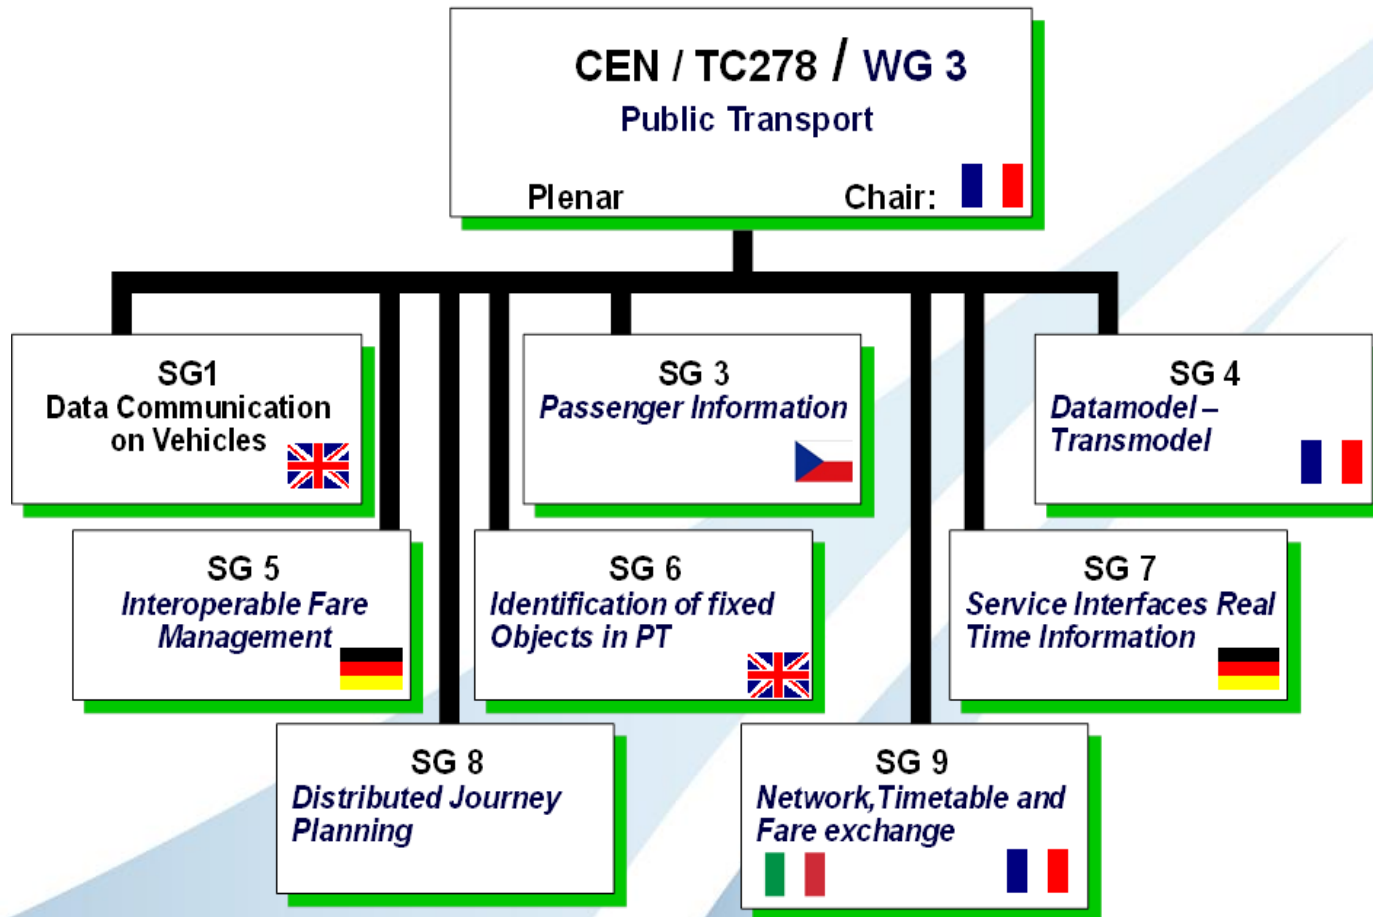 CEN / TC278 / WG 3
Public Transport
Plenar Chair:
SG1
Data Communication
on Vehicles
SG 3
Passenger Information
SG 4
Datamodel –
Transmodel
SG 5
Interoperable Fare
Management
SG 6
Identification of fixed
Objects in PT
SG 7
Service Interfaces Real
Time Information
SG 8
Distributed Journey
Planning
SG 9
Network,Timetable and
Fare exchange